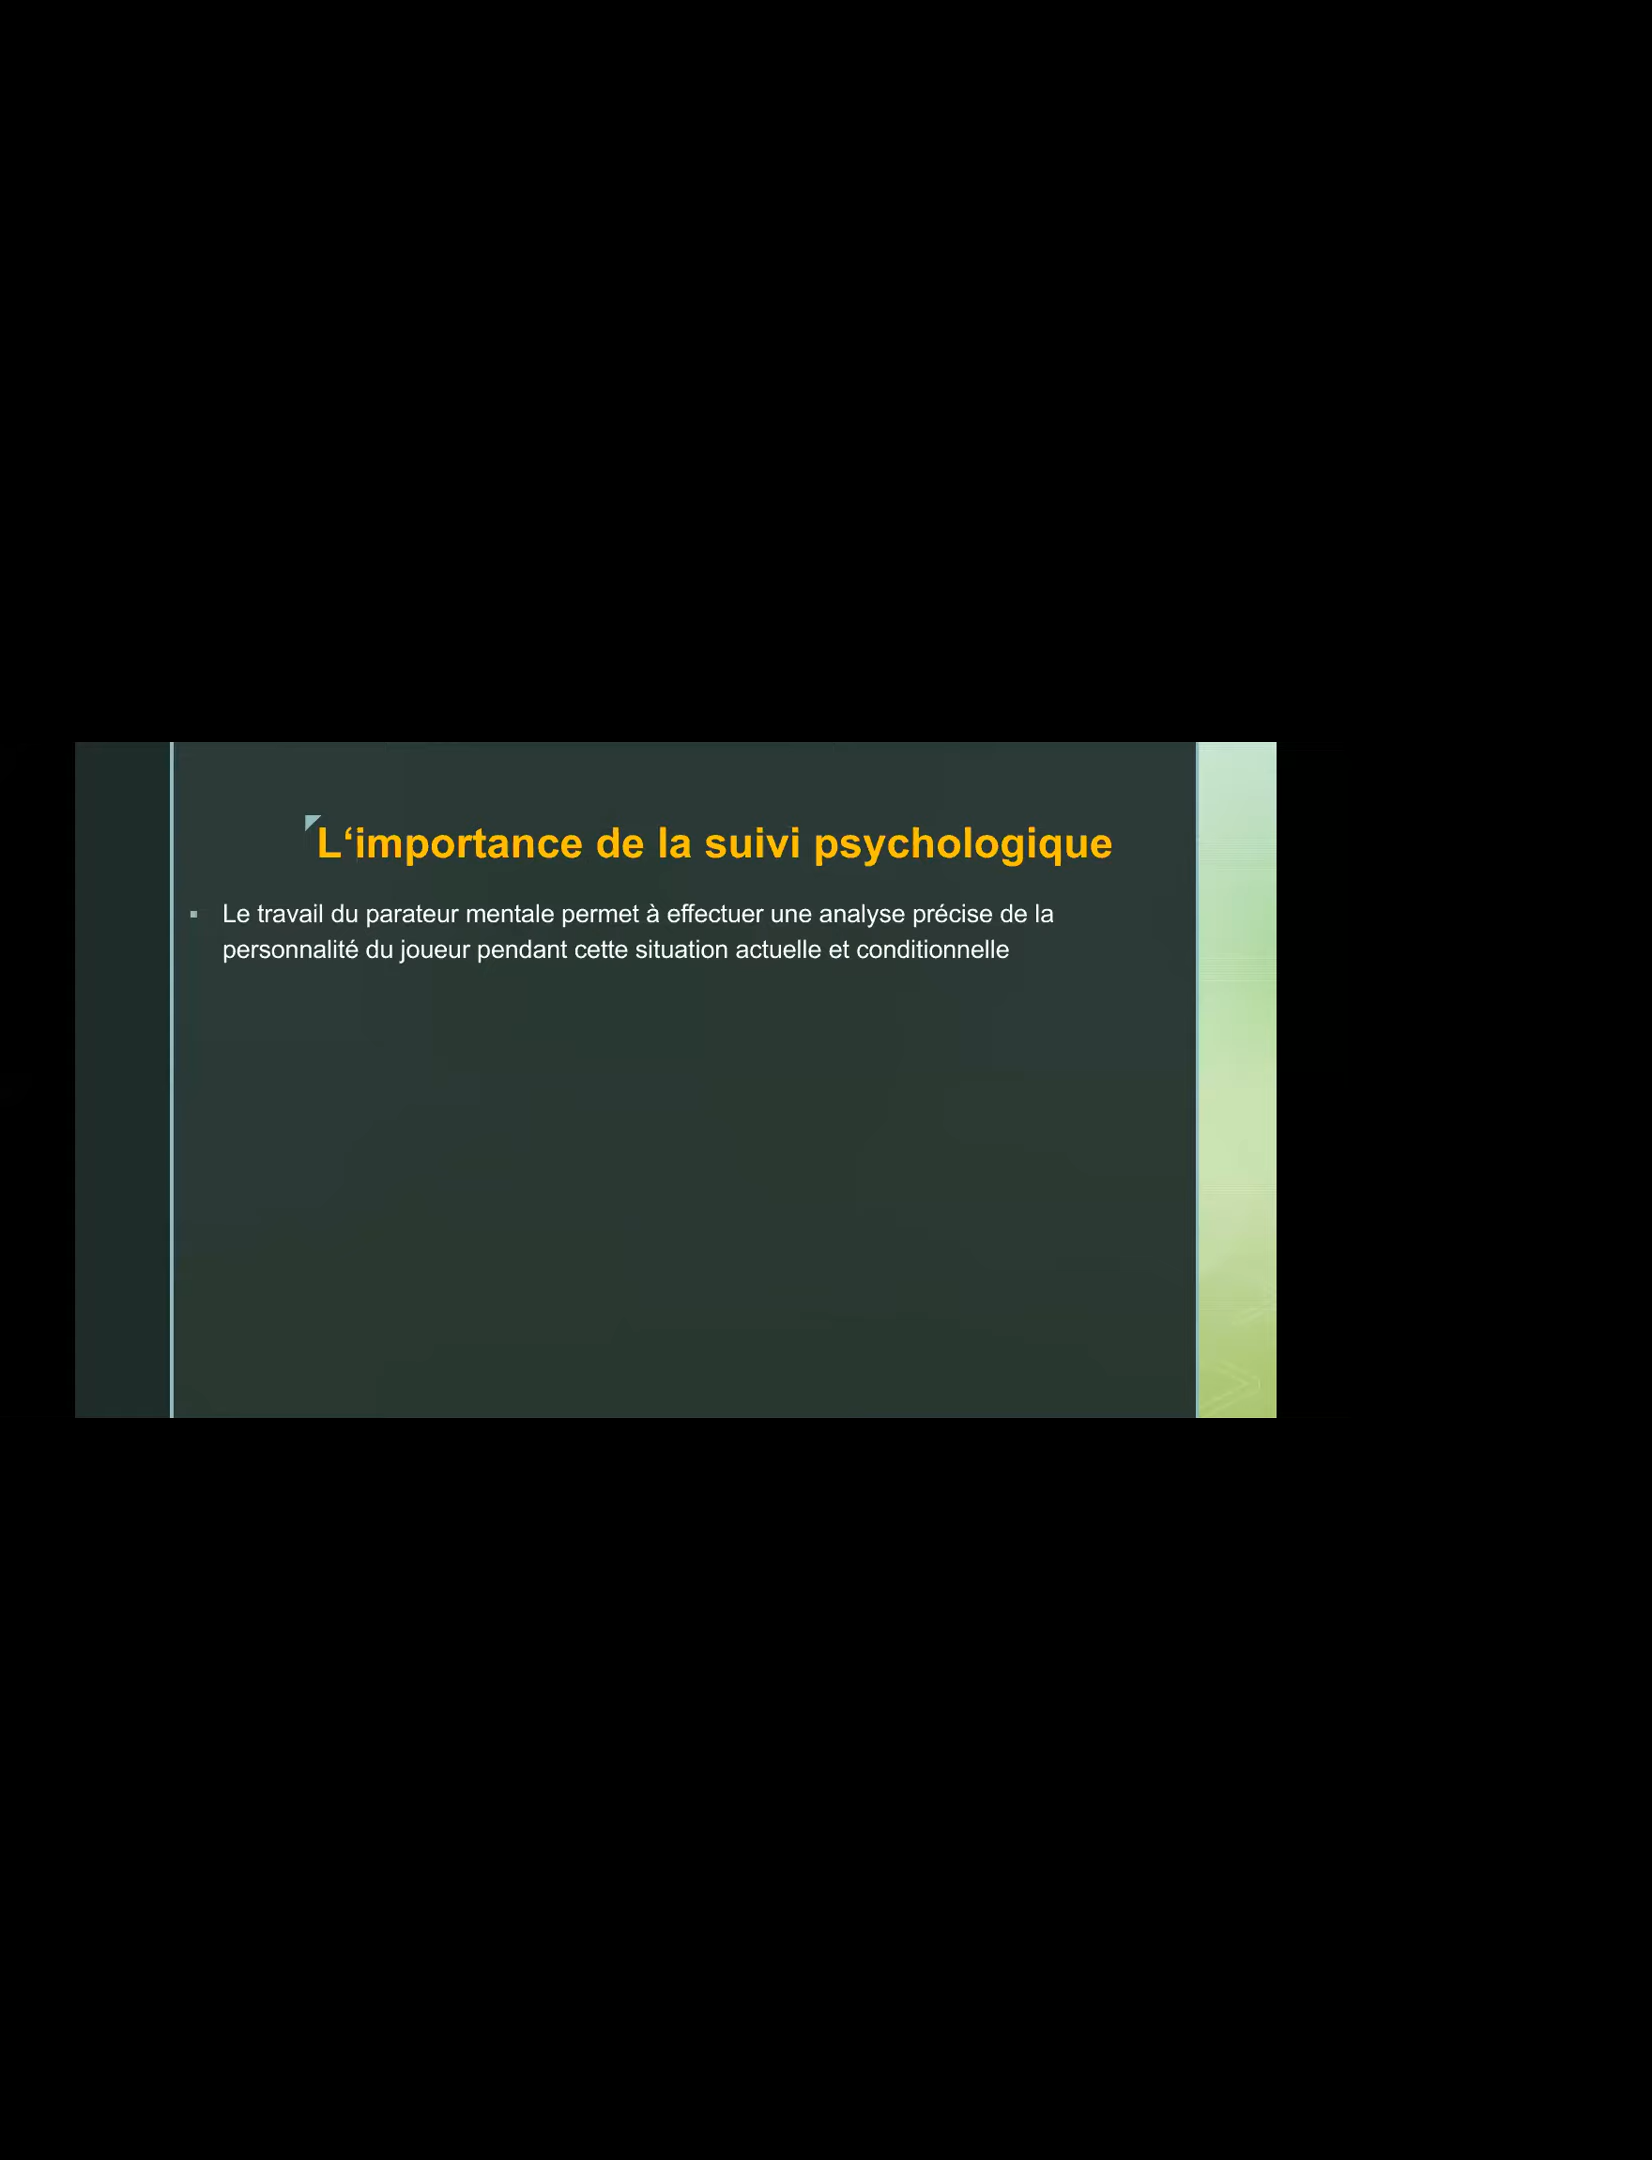 L‘importance de la suivi psychologique
▪ Le travail du parateur mentale permet à effectuer une analyse précise de la
personnalité du joueur pendant cette situation actuelle et conditionnelle